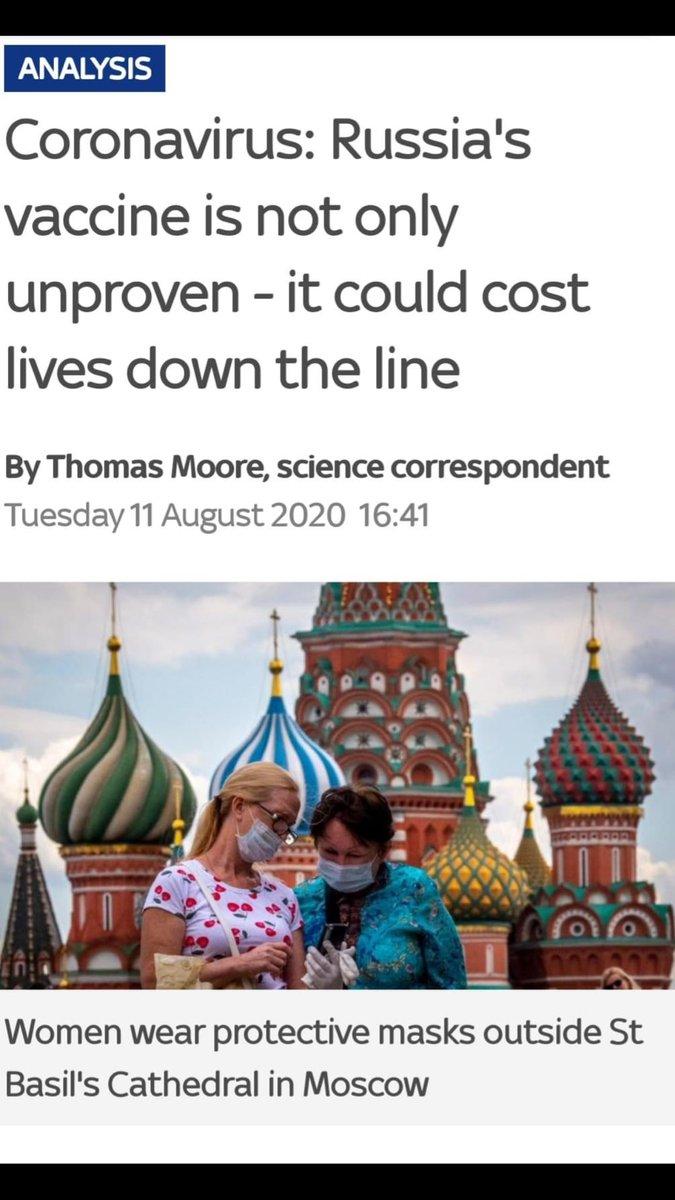 ANALYSIS
Coronavirus: Russia's
vaccine is not only
unproven - it could cost
lives down the line
By Thomas Moore, science correspondent
Tuesday 11 August 2020 16:41
Women wear protective masks outside St
Basil's Cathedral in Moscow